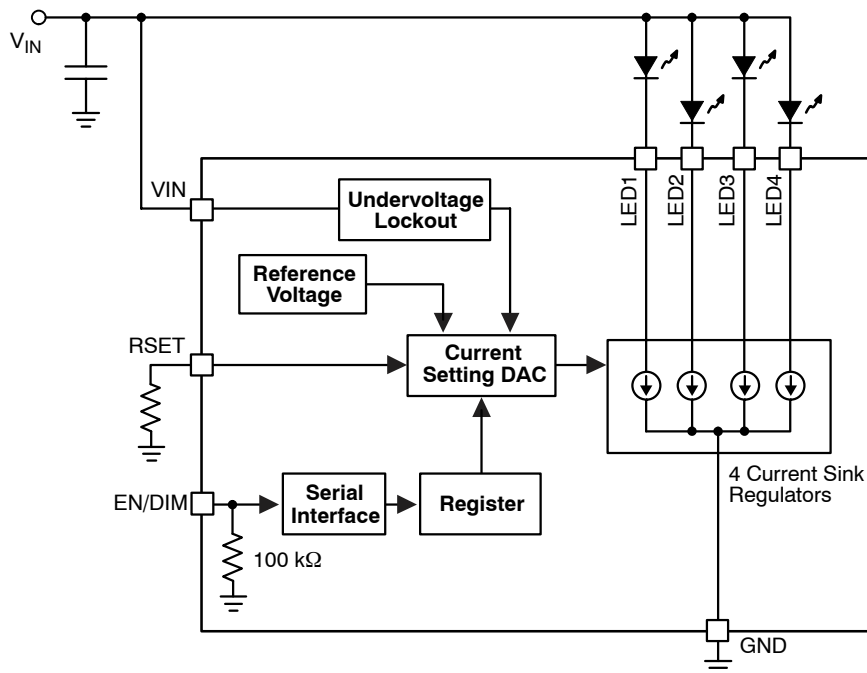 VIN
VIN
Undervoltage
Lockout
LED1
LED2
LED3
LED4
Reference
Voltage
RSET
Current
Setting DAC
4 Current Sink
Regulators
EN/DIM
Serial
Interface
Register
100 kΩ
GND